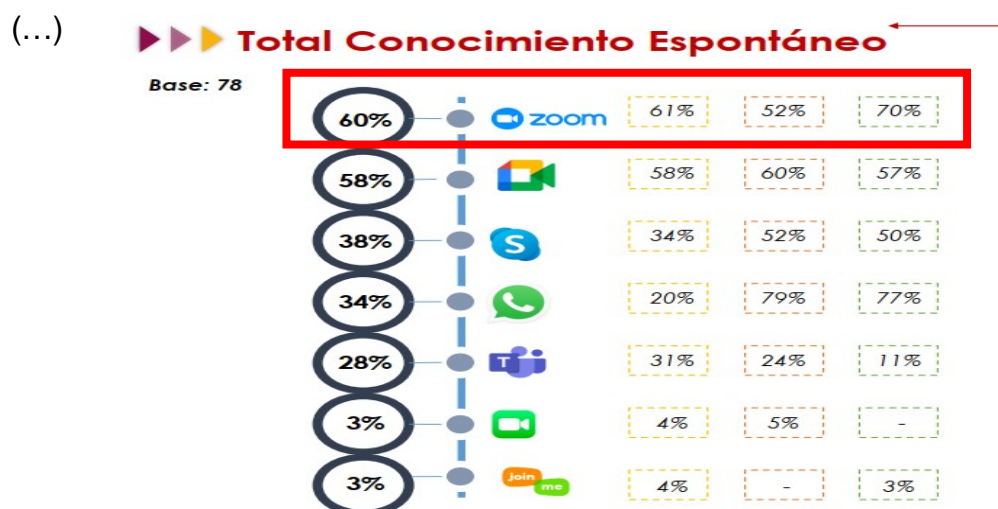 (...)
Total Conocimiento Espontáneo
Base: 78
60% zoom 61% 52% 70%
58% 58% 60% 57%
38% S 34% 52% 50%
34% 20% 79% 77%
28% T 31% 24% 11%
3% 4% 5% -
3% join me 4% - 3%